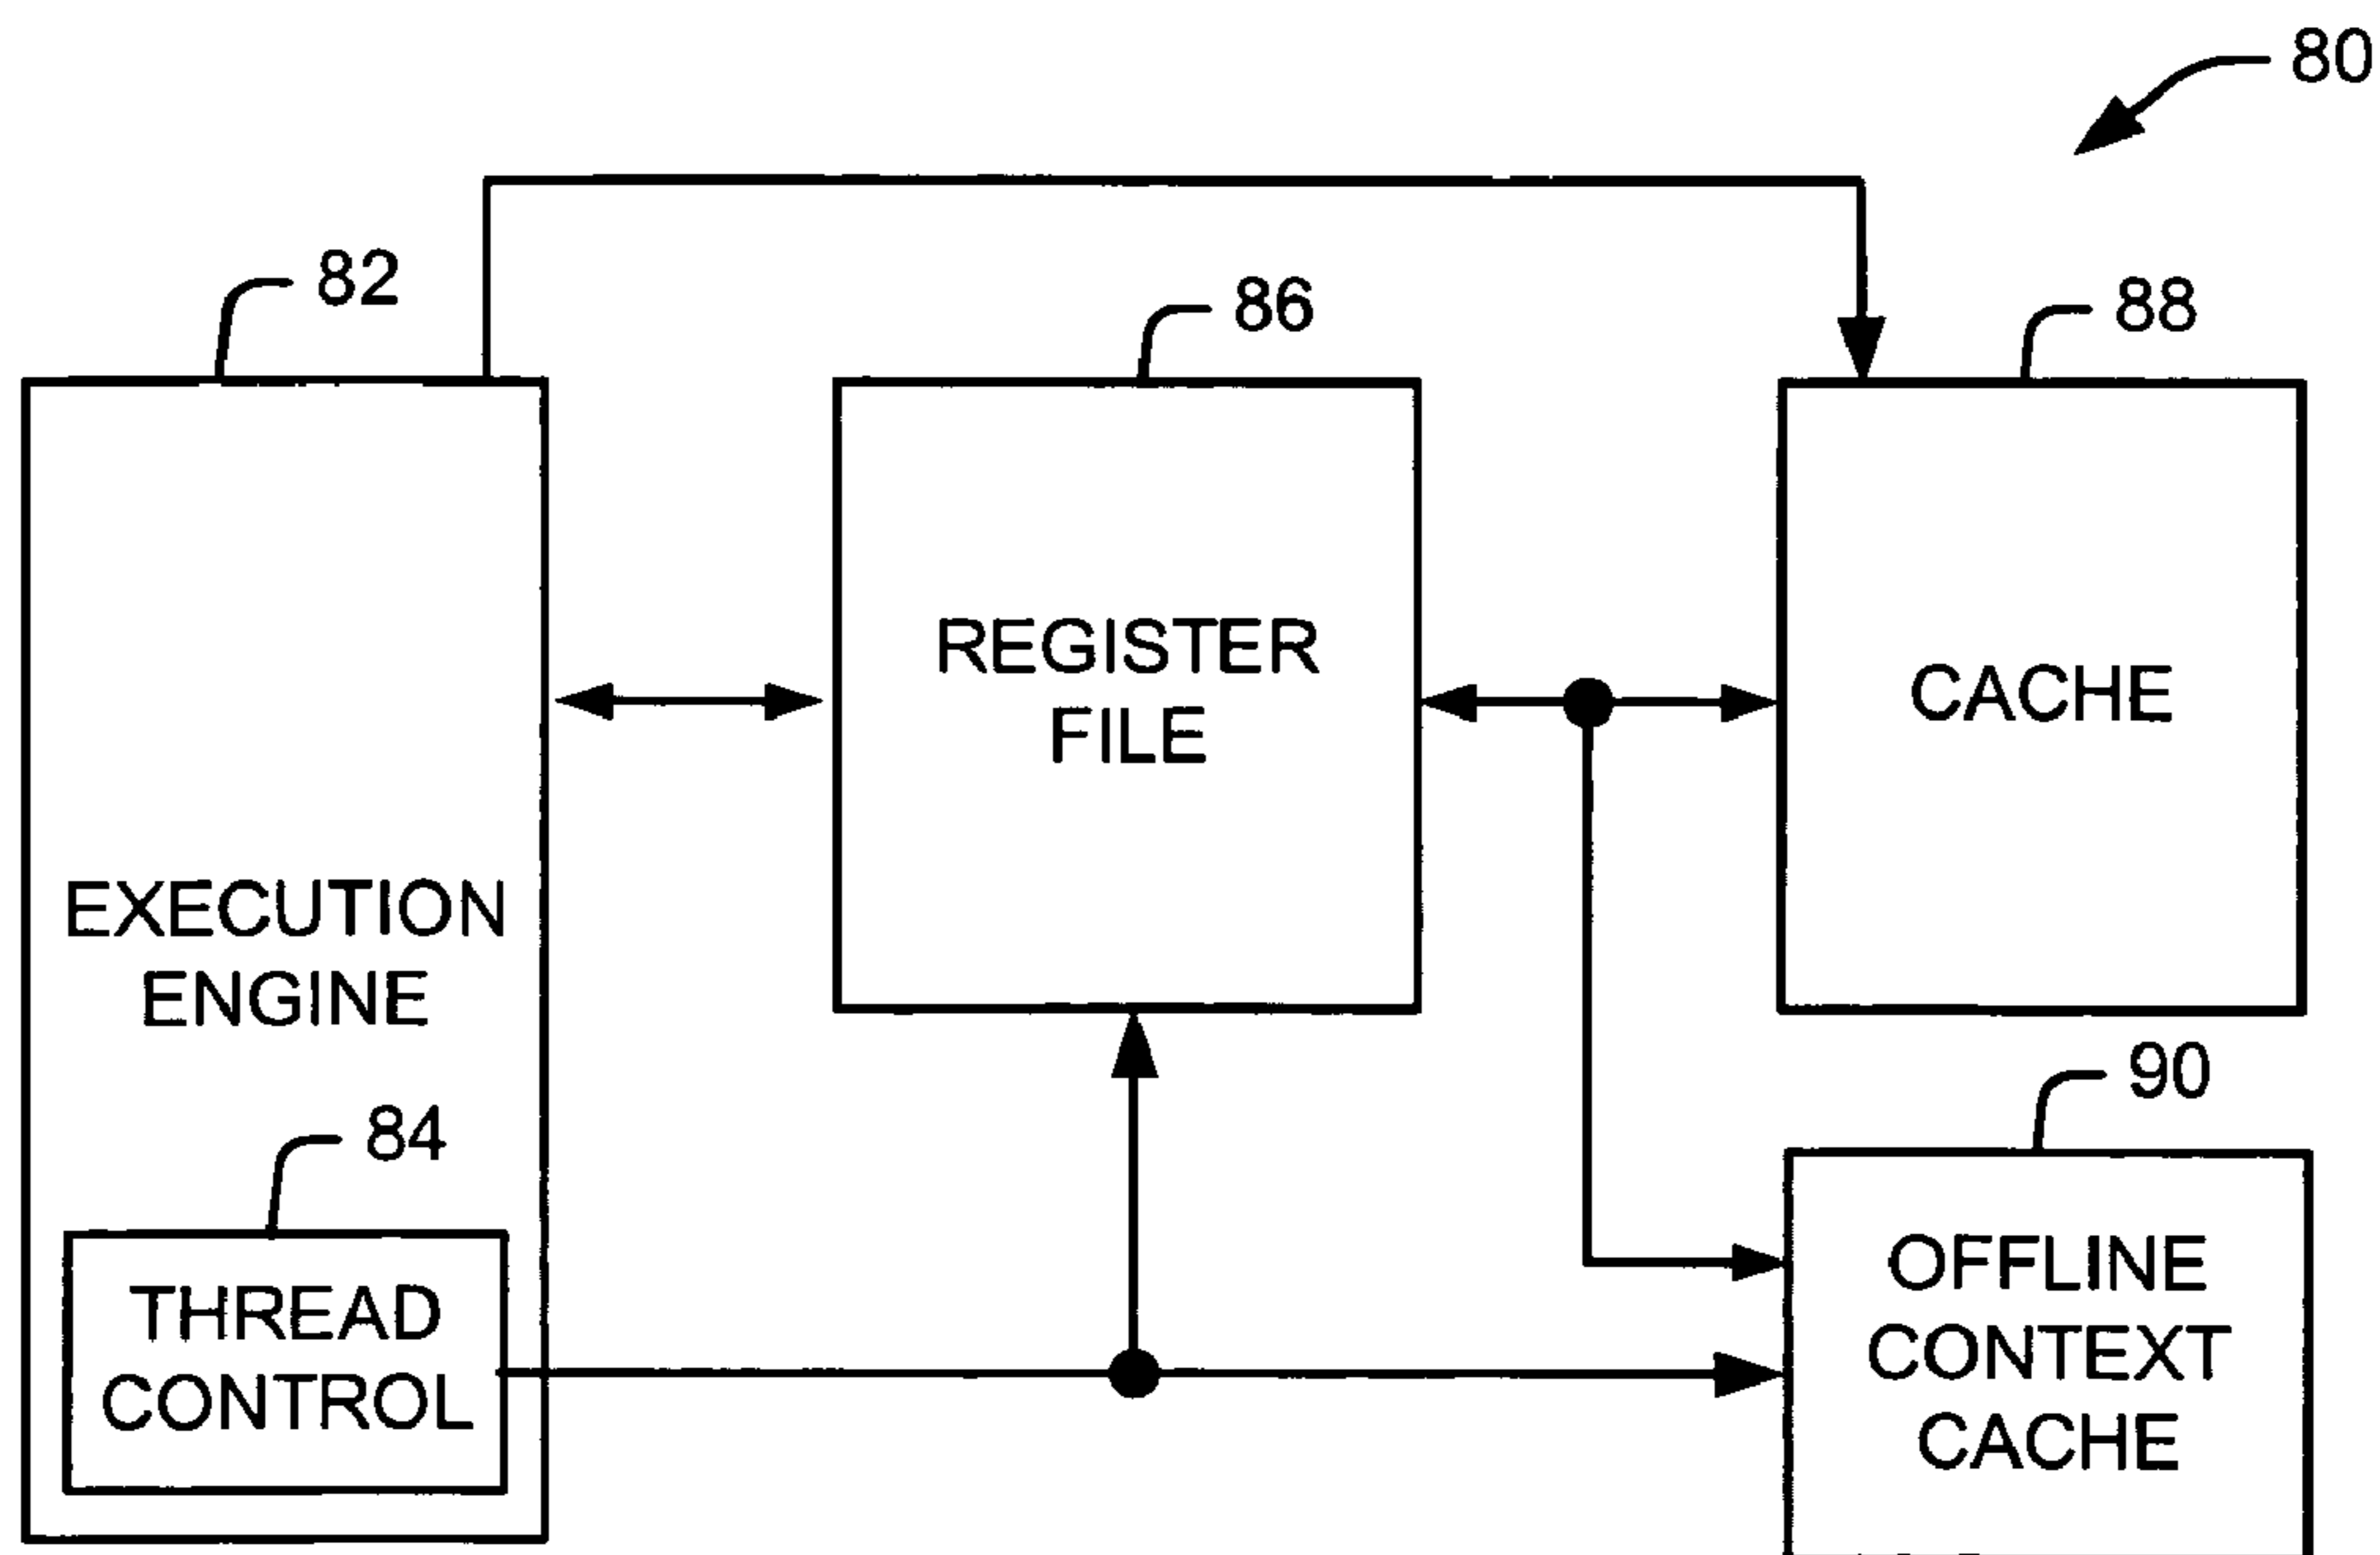 80
82
86
88
REGISTER
FILE
CACHE
EXECUTION
ENGINE
90
84
THREAD
CONTROL
OFFLINE
CONTEXT
CACHE